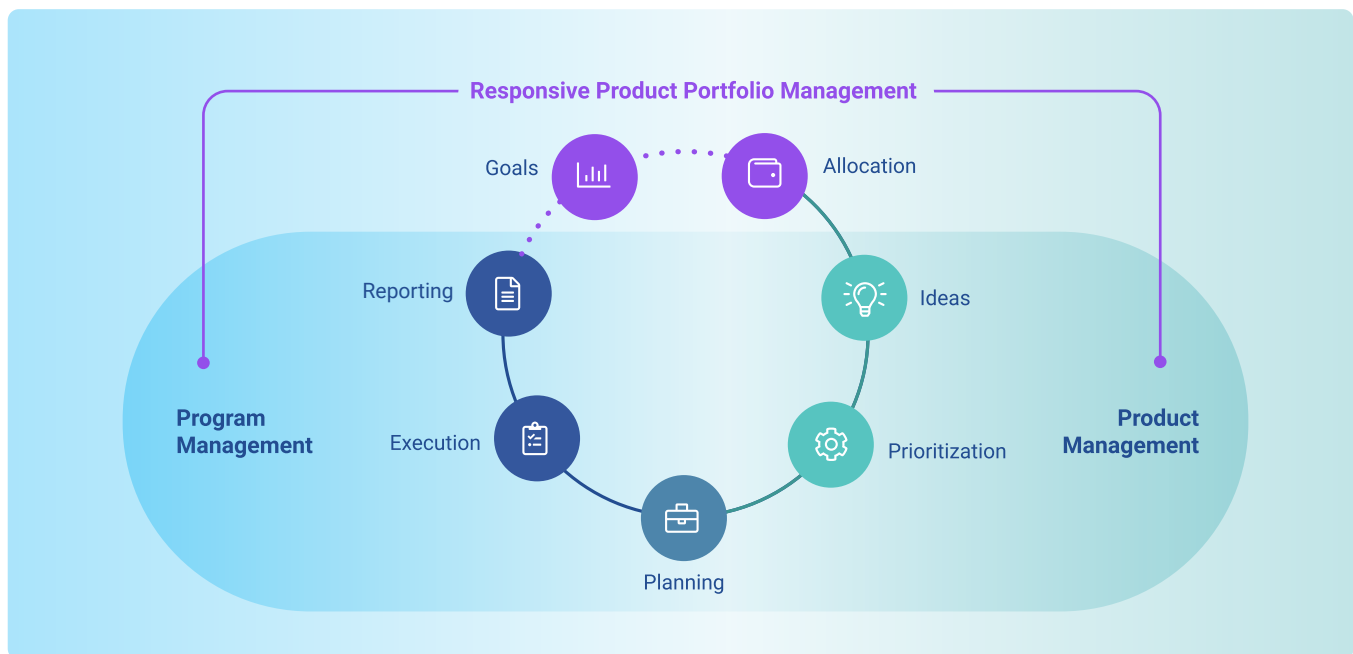 Responsive Product Portfolio Management
Goals
Allocation
Reporting
Ideas
Program
Management
Product
Management
Execution
Prioritization
Planning